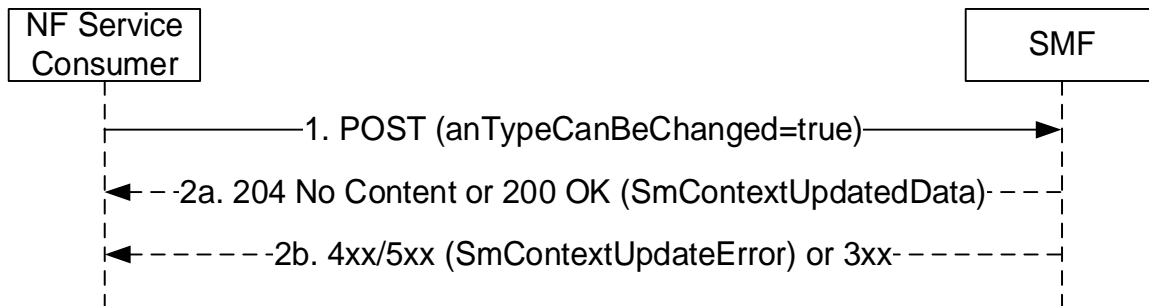 NF Service
Consumer
SMF
1. POST (anTypeCanBeChanged=true)
2a. 204 No Content or 200 OK (SmContextUpdatedData)
2b. 4xx/5xx (SmContextUpdateError) or 3xx